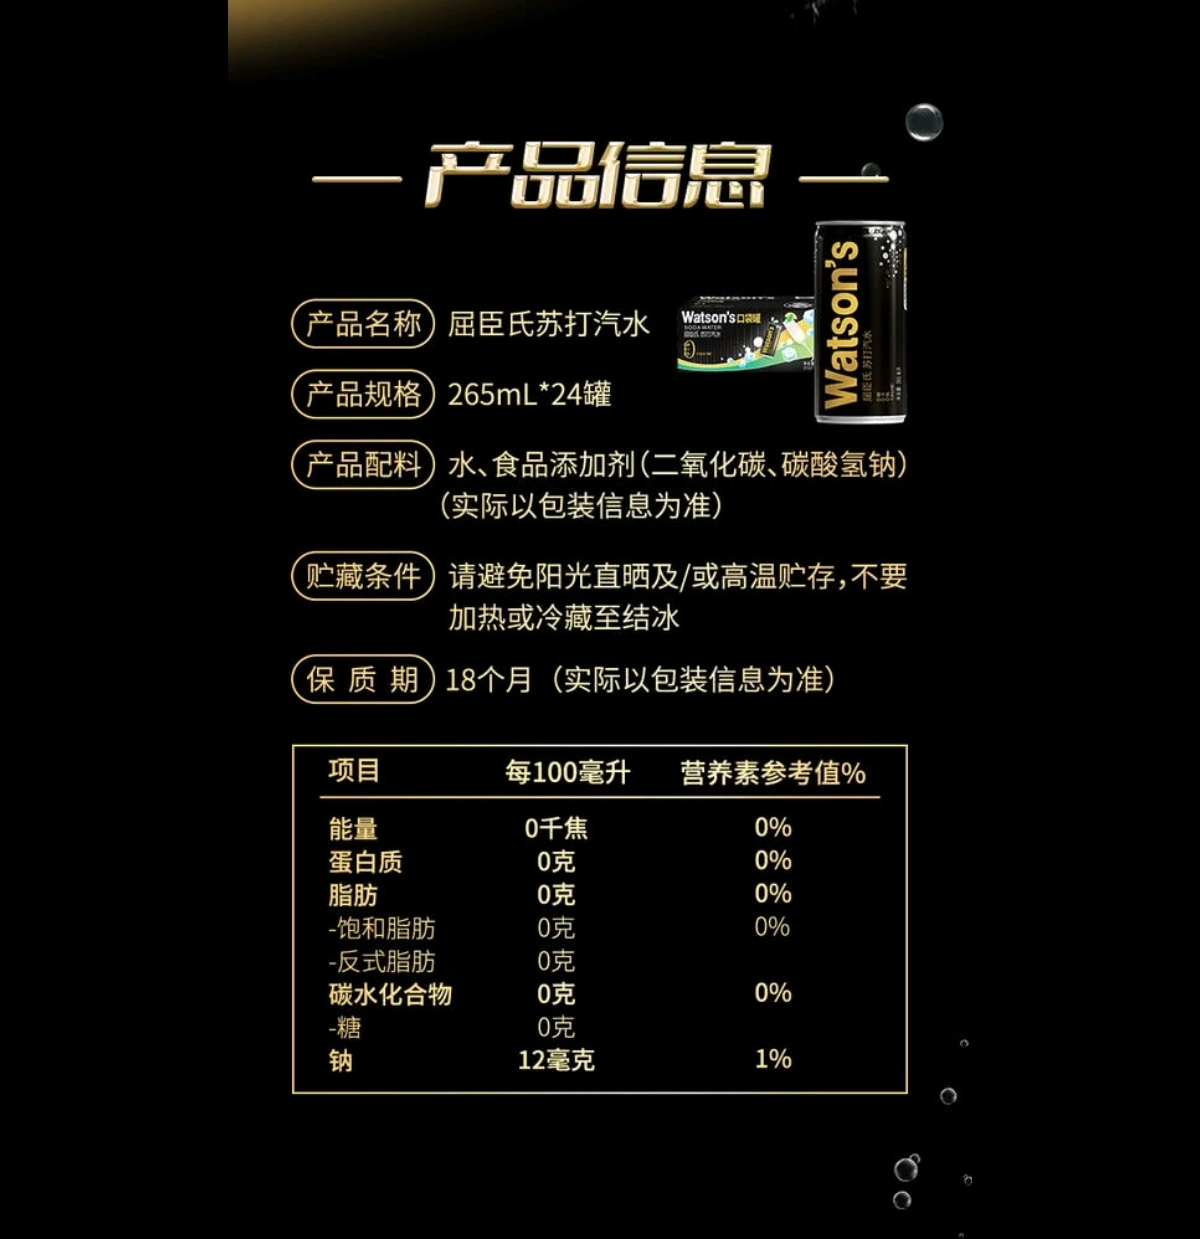 产品信息
产品名称 屈臣氏苏打汽水
Watson's 口袋罐
SODA WATER
Watson's
屈臣氏 苏打汽水
产品规格 265mL*24罐
产品配料 水、食品添加剂(二氧化碳、碳酸氢钠)
(实际以包装信息为准)
贮藏条件 请避免阳光直晒及/或高温贮存,不要
加热或冷藏至结冰
保质期 18个月 (实际以包装信息为准)
项目 每100毫升 营养素参考值%
能量 0千焦 0%
蛋白质 0克 0%
脂肪 0克 0%
-饱和脂肪 0克 0%
-反式脂肪 0克
碳水化合物 0克 0%
-糖 0克
钠 12毫克 1%